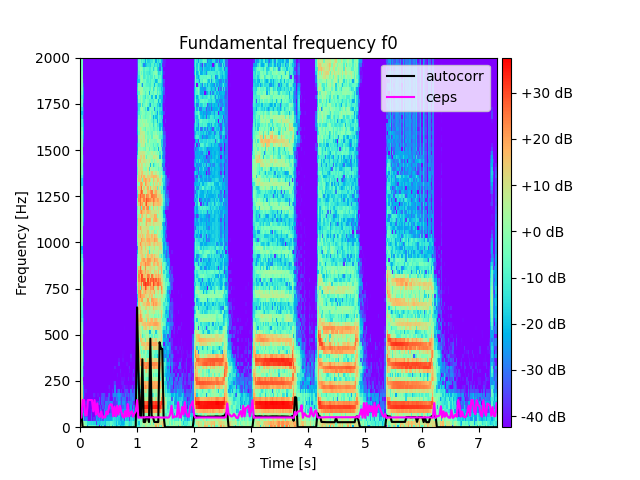 Fundamental frequency f0
autocorr
ceps
Frequency [Hz]
2000
1750
1500
1250
1000
750
500
250
0
0 1 2 3 4 5 6 7
Time [s]
+30 dB
+20 dB
+10 dB
+0 dB
-10 dB
-20 dB
-30 dB
-40 dB